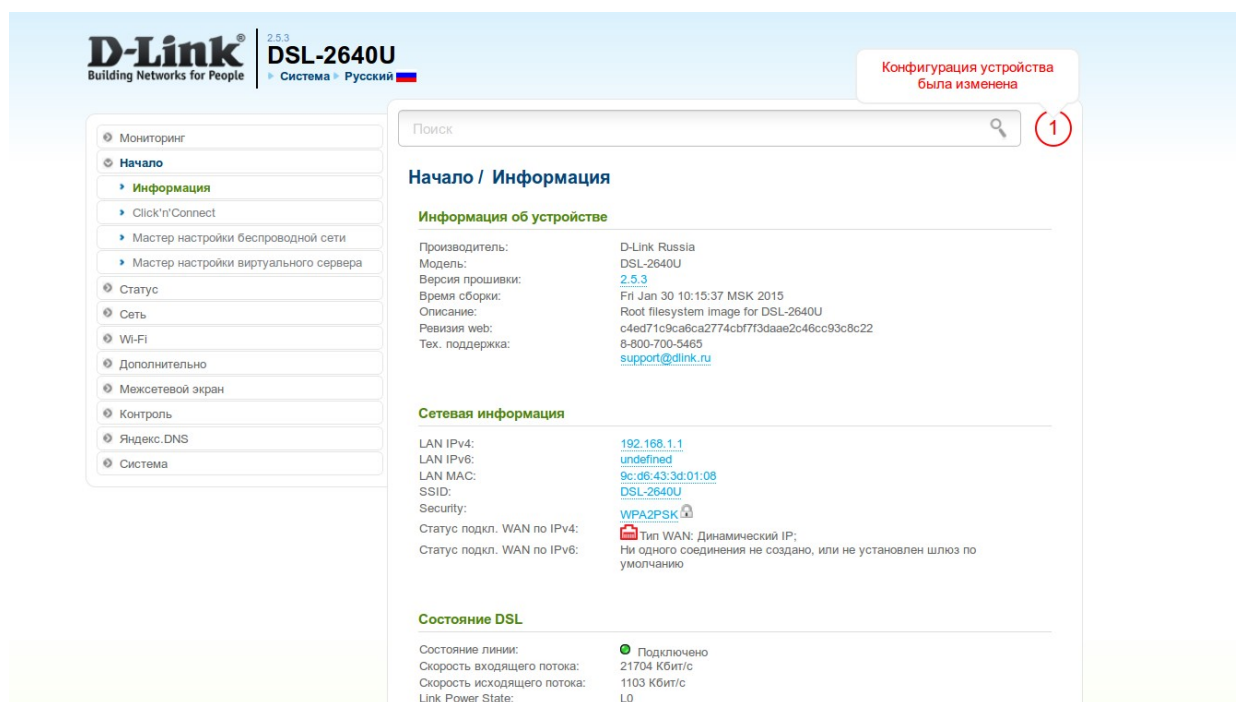 D-Link®
Building Networks for People
2.5.3
DSL-2640U
Система Русский
Конфигурация устройства
была изменена
1
Поиск
Мониторинг
Начало
Информация
Click'n'Connect
Мастер настройки беспроводной сети
Мастер настройки виртуального сервера
Статус
Сеть
Wi-Fi
Дополнительно
Межсетевой экран
Контроль
Яндекс.DNS
Система
Начало / Информация
Информация об устройстве
Производитель: D-Link Russia
Модель: DSL-2640U
Версия прошивки: 2.5.3
Время сборки: Fri Jan 30 10:15:37 MSK 2015
Описание: Root filesystem image for DSL-2640U
Ревизия web: c4ed71c9ca6ca2774cbf7f3daae2c46cc93c8c22
Тех. поддержка: 8-800-700-5465
support@dlink.ru
Сетевая информация
LAN IPv4: 192.168.1.1
LAN IPv6: undefined
LAN MAC: 9c:d6:43:3d:01:08
SSID: DSL-2640U
Security: WPA2PSK
Статус подкл. WAN по IPv4: Тип WAN: Динамический IP;
Статус подкл. WAN по IPv6: Ни одного соединения не создано, или не установлен шлюз по
умолчанию
Состояние DSL
Состояние линии: Подключено
Скорость входящего потока: 21704 Кбит/с
Скорость исходящего потока: 1103 Кбит/с
Link Power State: L0